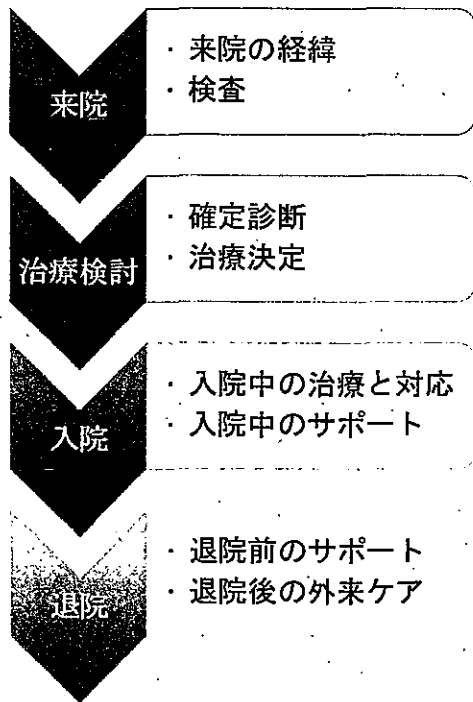 来院
・来院の経緯
・検査
治療検討
・確定診断
・治療決定
入院
・入院中の治療と対応
・入院中のサポート
退院
・退院前のサポート
・退院後の外来ケア